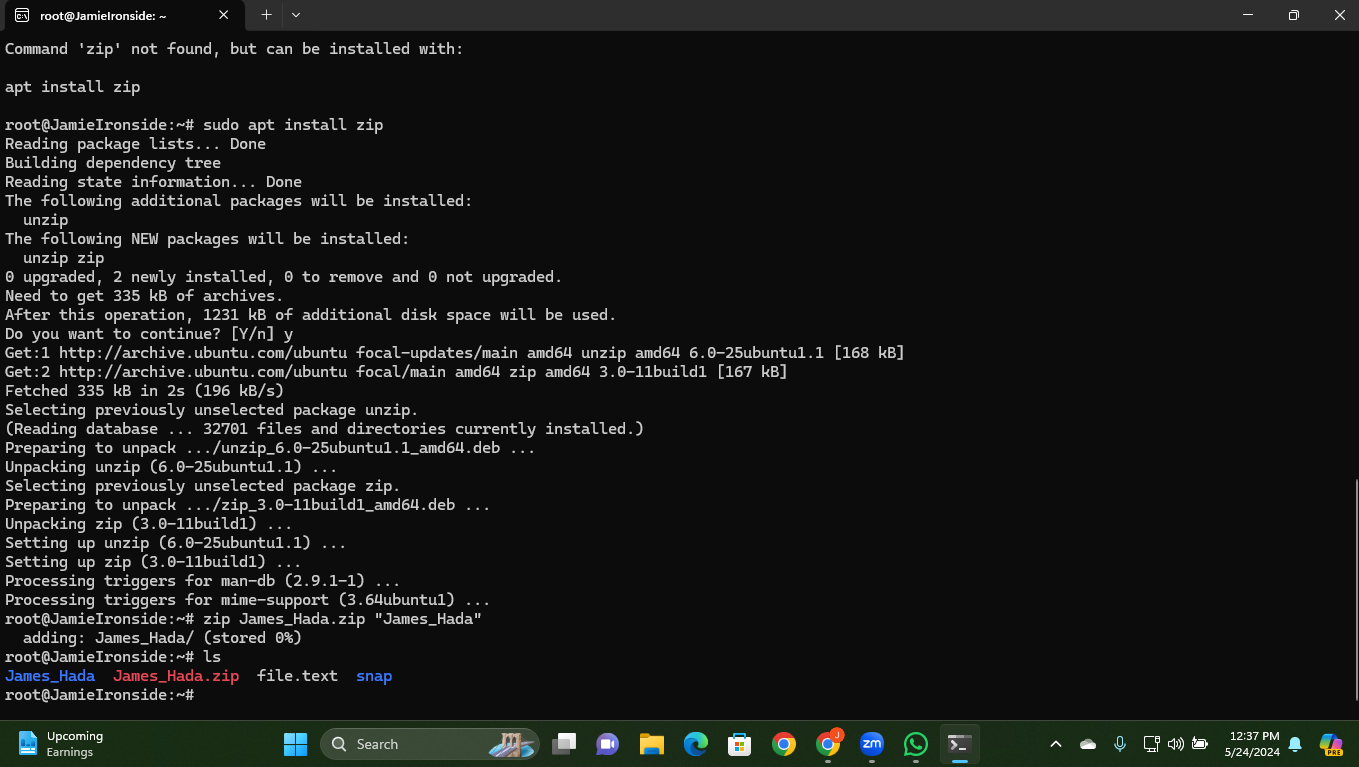 root@JamieIronside: ~
Command 'zip' not found, but can be installed with:
apt install zip
root@JamieIronside:~# sudo apt install zip
Reading package lists... Done
Building dependency tree
Reading state information... Done
The following additional packages will be installed:
  unzip
The following NEW packages will be installed:
  unzip zip
0 upgraded, 2 newly installed, 0 to remove and 0 not upgraded.
Need to get 335 kB of archives.
After this operation, 1231 kB of additional disk space will be used.
Do you want to continue? [Y/n] y
Get:1 http://archive.ubuntu.com/ubuntu focal-updates/main amd64 unzip amd64 6.0-25ubuntu1.1 [168 kB]
Get:2 http://archive.ubuntu.com/ubuntu focal/main amd64 zip amd64 3.0-11build1 [167 kB]
Fetched 335 kB in 2s (196 kB/s)
Selecting previously unselected package unzip.
(Reading database ... 32701 files and directories currently installed.)
Preparing to unpack .../unzip_6.0-25ubuntu1.1_amd64.deb ...
Unpacking unzip (6.0-25ubuntu1.1) ...
Selecting previously unselected package zip.
Preparing to unpack .../zip_3.0-11build1_amd64.deb ...
Unpacking zip (3.0-11build1) ...
Setting up unzip (6.0-25ubuntu1.1) ...
Setting up zip (3.0-11build1) ...
Processing triggers for man-db (2.9.1-1) ...
Processing triggers for mime-support (3.64ubuntu1) ...
root@JamieIronside:~# zip James_Hada.zip "James_Hada"
  adding: James_Hada/ (stored 0%)
root@JamieIronside:~# ls
James_Hada  James_Hada.zip  file.text  snap
root@JamieIronside:~#
Upcoming
Earnings
Search
J
zm
12:37 PM
5/24/2024
PRE